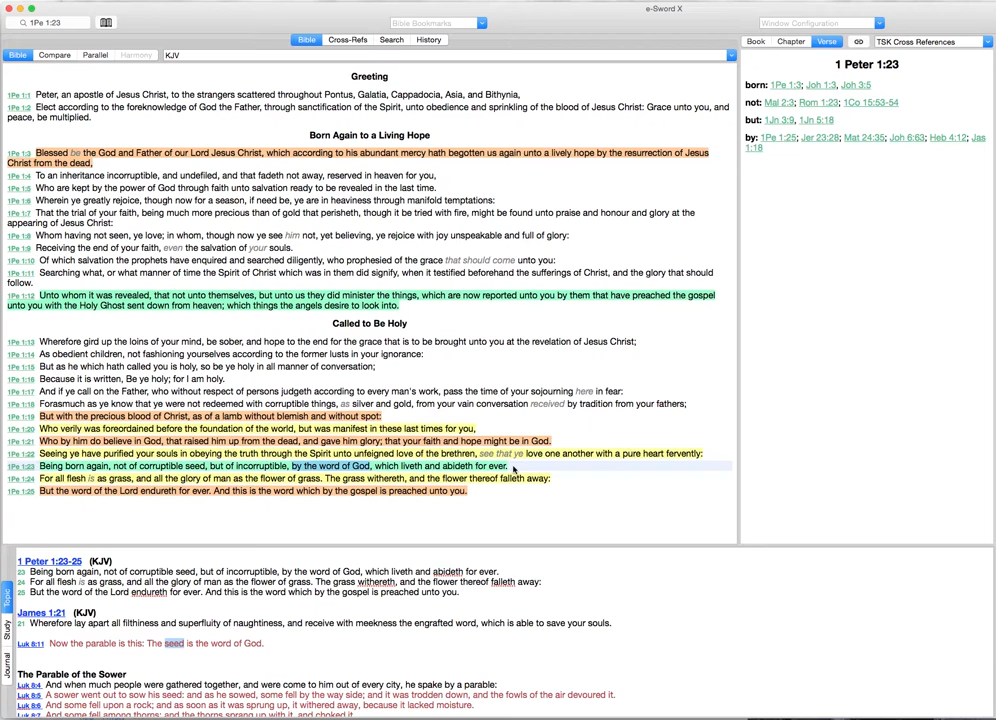 e-Sword X
1Pe 1:23
Bible Bookmarks
Window Configuration
Bible Cross-Refs Search History
Bible Compare Parallel Harmony KJV
Greeting
1Pe 1:1 Peter, an apostle of Jesus Christ, to the strangers scattered throughout Pontus, Galatia, Cappadocia, Asia, and Bithynia,
1Pe 1:2 Elect according to the foreknowledge of God the Father, through sanctification of the Spirit, unto obedience and sprinkling of the blood of Jesus Christ: Grace unto you, and
peace, be multiplied.
Born Again to a Living Hope
1Pe 1:3 Blessed be the God and Father of our Lord Jesus Christ, which according to his abundant mercy hath begotten us again unto a lively hope by the resurrection of Jesus
Christ from the dead,
1Pe 1:4 To an inheritance incorruptible, and undefiled, and that fadeth not away, reserved in heaven for you,
1Pe 1:5 Who are kept by the power of God through faith unto salvation ready to be revealed in the last time.
1Pe 1:6 Wherein ye greatly rejoice, though now for a season, if need be, ye are in heaviness through manifold temptations:
1Pe 1:7 That the trial of your faith, being much more precious than of gold that perisheth, though it be tried with fire, might be found unto praise and honour and glory at the
appearing of Jesus Christ:
1Pe 1:8 Whom having not seen, ye love; in whom, though now ye see him not, yet believing, ye rejoice with joy unspeakable and full of glory:
1Pe 1:9 Receiving the end of your faith, even the salvation of your souls.
1Pe 1:10 Of which salvation the prophets have enquired and searched diligently, who prophesied of the grace that should come unto you:
1Pe 1:11 Searching what, or what manner of time the Spirit of Christ which was in them did signify, when it testified beforehand the sufferings of Christ, and the glory that should
follow.
1Pe 1:12 Unto whom it was revealed, that not unto themselves, but unto us they did minister the things, which are now reported unto you by them that have preached the gospel
unto you with the Holy Ghost sent down from heaven; which things the angels desire to look into.
Called to Be Holy
1Pe 1:13 Wherefore gird up the loins of your mind, be sober, and hope to the end for the grace that is to be brought unto you at the revelation of Jesus Christ;
1Pe 1:14 As obedient children, not fashioning yourselves according to the former lusts in your ignorance:
1Pe 1:15 But as he which hath called you is holy, so be ye holy in all manner of conversation;
1Pe 1:16 Because it is written, Be ye holy; for I am holy.
1Pe 1:17 And if ye call on the Father, who without respect of persons judgeth according to every man's work, pass the time of your sojourning here in fear:
1Pe 1:18 Forasmuch as ye know that ye were not redeemed with corruptible things, as silver and gold, from your vain conversation received by tradition from your fathers;
1Pe 1:19 But with the precious blood of Christ, as of a lamb without blemish and without spot:
1Pe 1:20 Who verily was foreordained before the foundation of the world, but was manifest in these last times for you,
1Pe 1:21 Who by him do believe in God, that raised him up from the dead, and gave him glory; that your faith and hope might be in God.
1Pe 1:22 Seeing ye have purified your souls in obeying the truth through the Spirit unto unfeigned love of the brethren, see that ye love one another with a pure heart fervently:
1Pe 1:23 Being born again, not of corruptible seed, but of incorruptible, by the word of God, which liveth and abideth for ever.
1Pe 1:24 For all flesh is as grass, and all the glory of man as the flower of grass. The grass withereth, and the flower thereof falleth away:
1Pe 1:25 But the word of the Lord endureth for ever. And this is the word which by the gospel is preached unto you.
Book Chapter Verse TSK Cross References
1 Peter 1:23
born: 1Pe 1:3; Joh 1:3, Joh 3:5
not: Mal 2:3; Rom 1:23; 1Co 15:53-54
but: 1Jn 3:9, 1Jn 5:18
by: 1Pe 1:25; Jer 23:28; Mat 24:35; Joh 6:63; Heb 4:12; Jas
1:18
Topic
Study
Journal
1 Peter 1:23-25 (KJV)
23 Being born again, not of corruptible seed, but of incorruptible, by the word of God, which liveth and abideth for ever.
24 For all flesh is as grass, and all the glory of man as the flower of grass. The grass withereth, and the flower thereof falleth away:
25 But the word of the Lord endureth for ever. And this is the word which by the gospel is preached unto you.
James 1:21 (KJV)
21 Wherefore lay apart all filthiness and superfluity of naughtiness, and receive with meekness the engrafted word, which is able to save your souls.
Luk 8:11 Now the parable is this: The seed is the word of God.
The Parable of the Sower
Luk 8:4 And when much people were gathered together, and were come to him out of every city, he spake by a parable:
Luk 8:5 A sower went out to sow his seed: and as he sowed, some fell by the way side; and it was trodden down, and the fowls of the air devoured it.
Luk 8:6 And some fell upon a rock; and as soon as it was sprung up, it withered away, because it lacked moisture.
Luk 8:7 And some fell among thorns; and the thorns sprang up with it, and choked it.